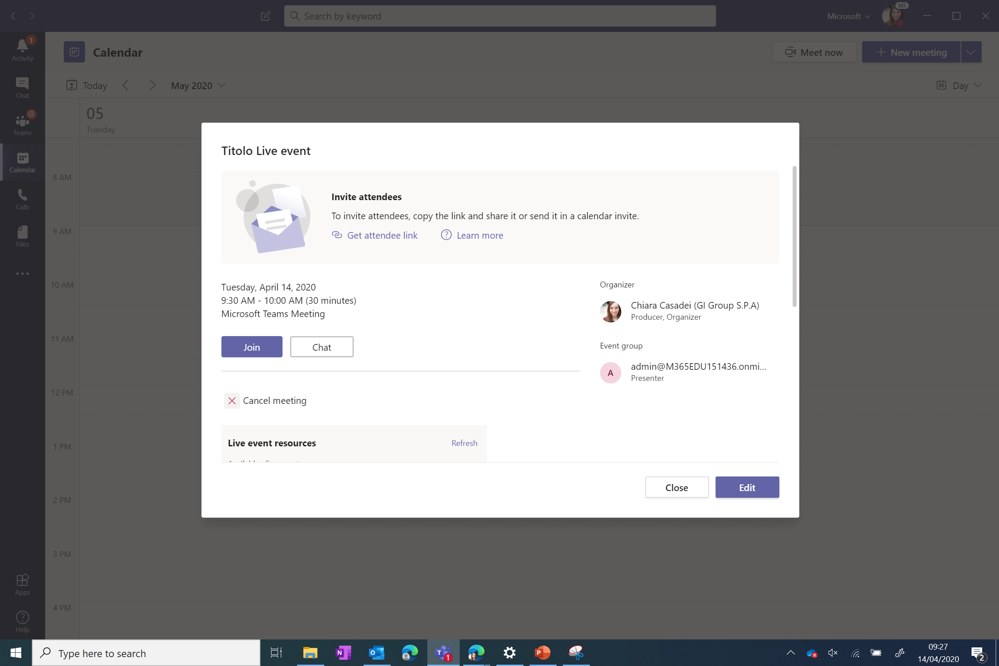 Search by keyword
Microsoft
MS
1
Activity
Calendar
Meet now
New meeting
Chat
Today
May 2020
Day
@
Teams
05
Tuesday
Calendar
Calls
Files
8 AM
9 AM
10 AM
11 AM
12 PM
1 PM
2 PM
3 PM
4 PM
Titolo Live event
Invite attendees
To invite attendees, copy the link and share it or send it in a calendar invite.
Get attendee link
? Learn more
Tuesday, April 14, 2020
9:30 AM - 10:00 AM (30 minutes)
Microsoft Teams Meeting
Join
Chat
Organizer
Chiara Casadei (GI Group S.P.A)
Producer, Organizer
Event group
A
admin@M365EDU151436.onmi...
Presenter
Cancel meeting
Live event resources
Refresh
Close
Edit
Apps
?
Help
Type here to search
N
O
T
1
P
09:27
14/04/2020
2